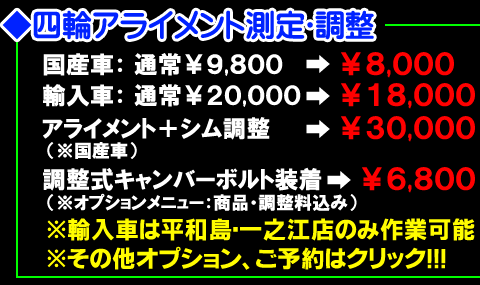 ◆四輪アライメント測定・調整
国産車： 通常￥9,800 ➡ ￥8,000
輸入車： 通常￥20,000 ➡ ￥18,000
アライメント＋シム調整 ➡ ￥30,000
（※国産車）
調整式キャンバーボルト装着 ➡ ￥6,800
（※オプションメニュー：商品・調整料込み）
※輸入車は平和島・一之江店のみ作業可能
※その他オプション、ご予約はクリック!!!